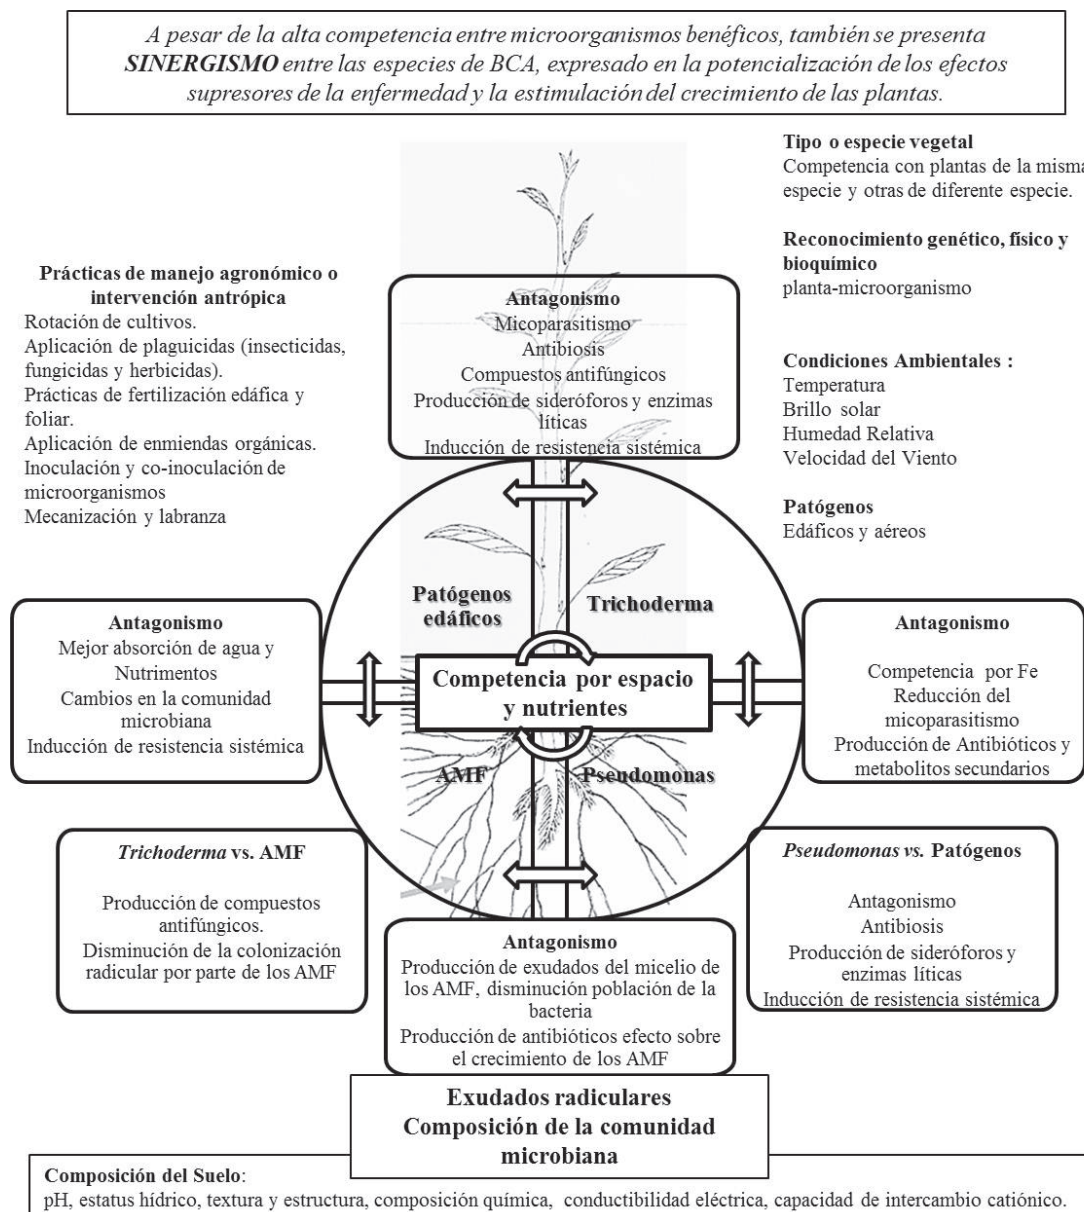 A pesar de la alta competencia entre microorganismos benéficos, también se presenta
SINERGISMO entre las especies de BCA, expresado en la potencialización de los efectos
supresores de la enfermedad y la estimulación del crecimiento de las plantas.
Tipo o especie vegetal
Competencia con plantas de la misma
especie y otras de diferente especie.
Reconocimiento genético, físico y
bioquímico
planta-microorganismo
Condiciones Ambientales :
Temperatura
Brillo solar
Humedad Relativa
Velocidad del Viento
Patógenos
Edáficos y aéreos
Prácticas de manejo agronómico o
intervención antrópica
Rotación de cultivos.
Aplicación de plaguicidas (insecticidas,
fungicidas y herbicidas).
Prácticas de fertilización edáfica y
foliar.
Aplicación de enmiendas orgánicas.
Inoculación y co-inoculación de
microorganismos
Mecanización y labranza
Antagonismo
Micoparasitismo
Antibiosis
Compuestos antifúngicos
Producción de sideróforos y enzimas
líticas
Inducción de resistencia sistémica
Patógenos
edáficos
Trichoderma
Competencia por espacio
y nutrientes
AMF
Pseudomonas
Antagonismo
Mejor absorción de agua y
Nutrimentos
Cambios en la comunidad
microbiana
Inducción de resistencia sistémica
Antagonismo
Competencia por Fe
Reducción del
micoparasitismo
Producción de Antibióticos y
metabolitos secundarios
Trichoderma vs. AMF
Producción de compuestos
antifúngicos.
Disminución de la colonización
radicular por parte de los AMF
Pseudomonas vs. Patógenos
Antagonismo
Antibiosis
Producción de sideróforos y
enzimas líticas
Inducción de resistencia sistémica
Antagonismo
Producción de exudados del micelio de
los AMF, disminución población de la
bacteria
Producción de antibióticos efecto sobre
el crecimiento de los AMF
Exudados radiculares
Composición de la comunidad
microbiana
Composición del Suelo:
pH, estatus hídrico, textura y estructura, composición química, conductibilidad eléctrica, capacidad de intercambio catiónico.